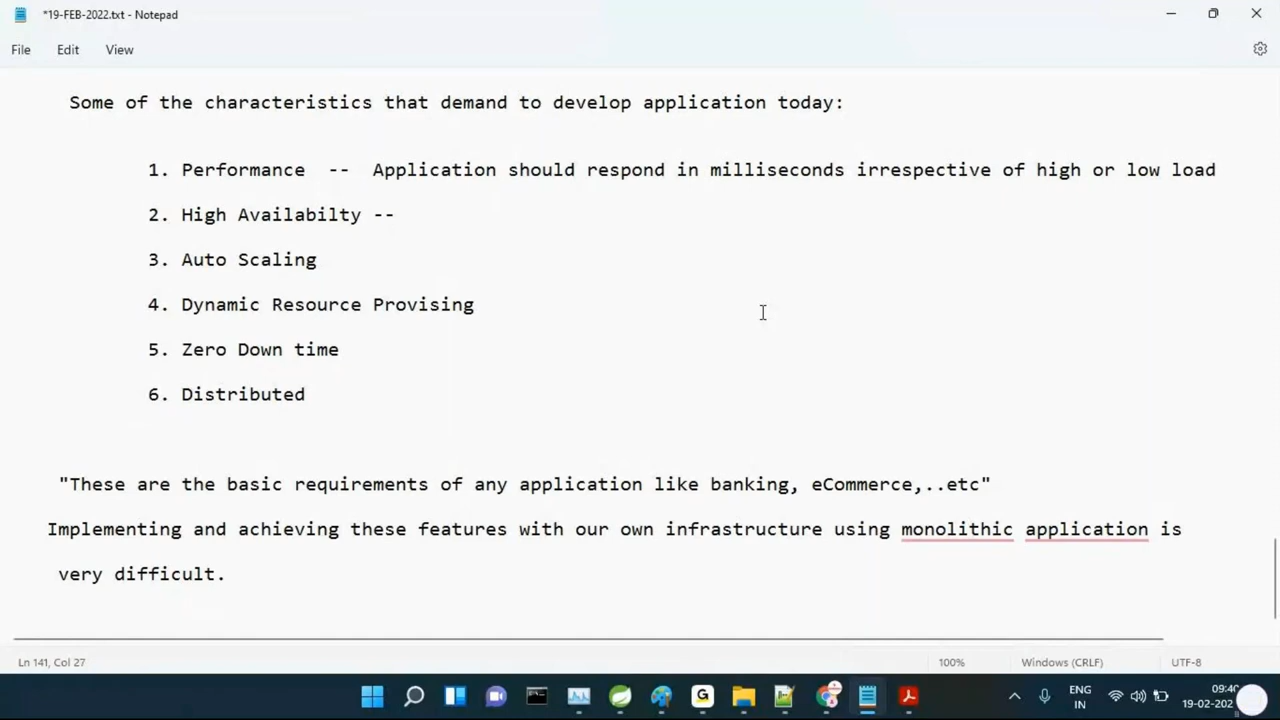 *19-FEB-2022.txt - Notepad
File Edit View
Some of the characteristics that demand to develop application today:
1. Performance -- Application should respond in milliseconds irrespective of high or low load
2. High Availabilty --
3. Auto Scaling
4. Dynamic Resource Provising
5. Zero Down time
6. Distributed
"These are the basic requirements of any application like banking, eCommerce,..etc"
Implementing and achieving these features with our own infrastructure using monolithic application is
very difficult.
Ln 141, Col 27 100% Windows (CRLF) UTF-8
ENG 09:40
IN 19-02-202